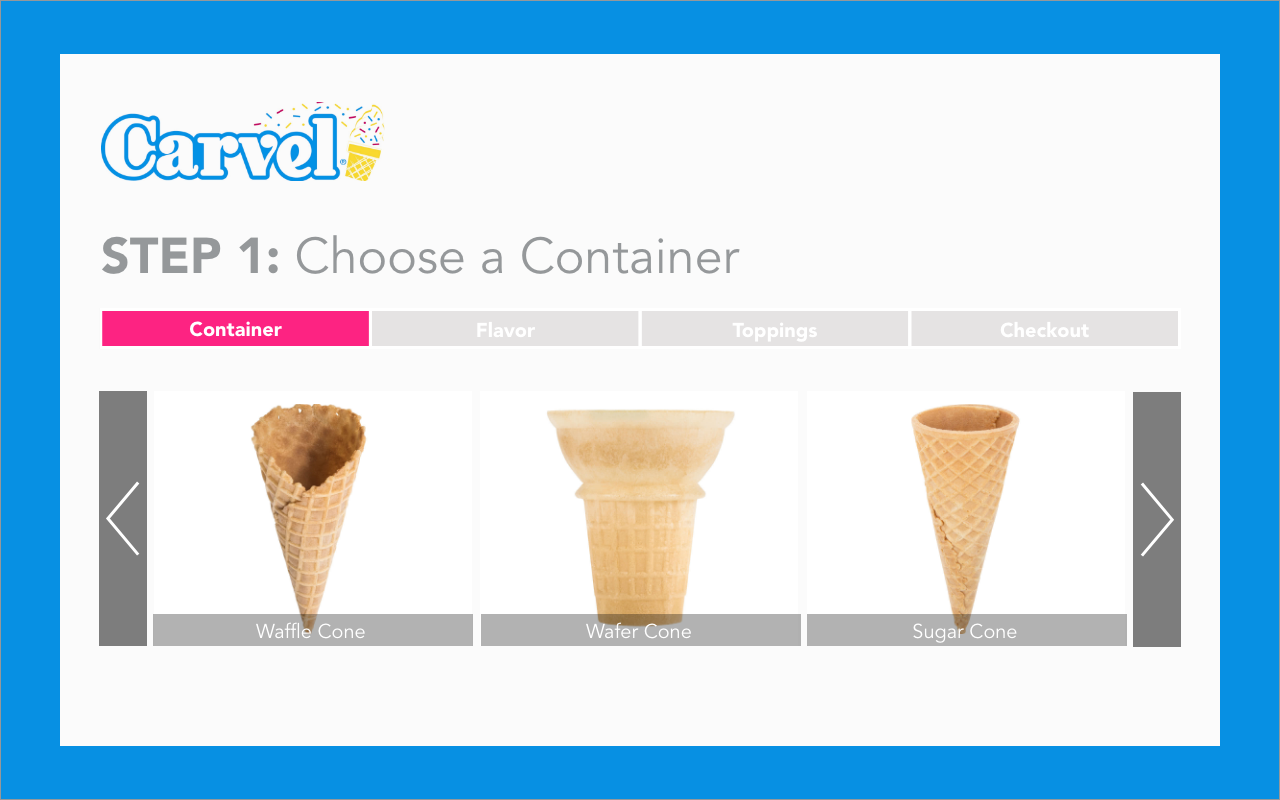 Carvel®
STEP 1: Choose a Container
Container
Flavor
Toppings
Checkout
Waffle Cone
Wafer Cone
Sugar Cone